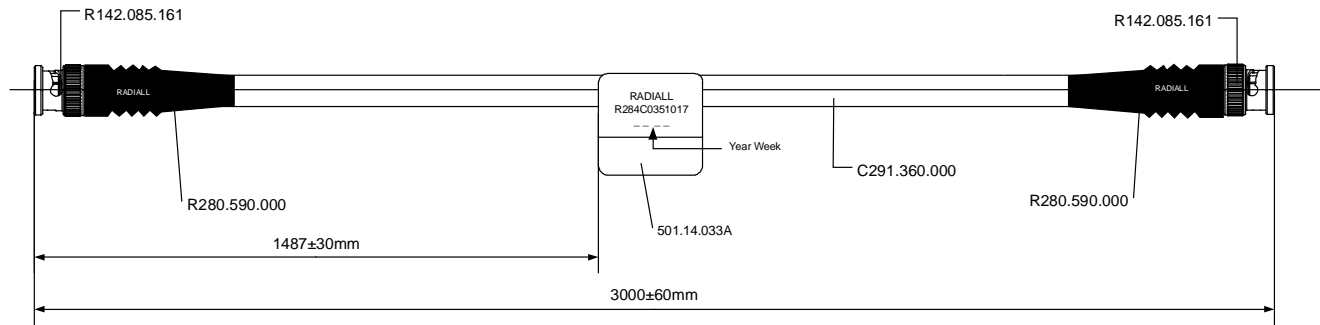 R142.085.161
R142.085.161
RADIALL
RADIALL
RADIALL
R284C0351017
_ _ _ _
Year Week
C291.360.000
R280.590.000
R280.590.000
501.14.033A
1487±30mm
3000±60mm